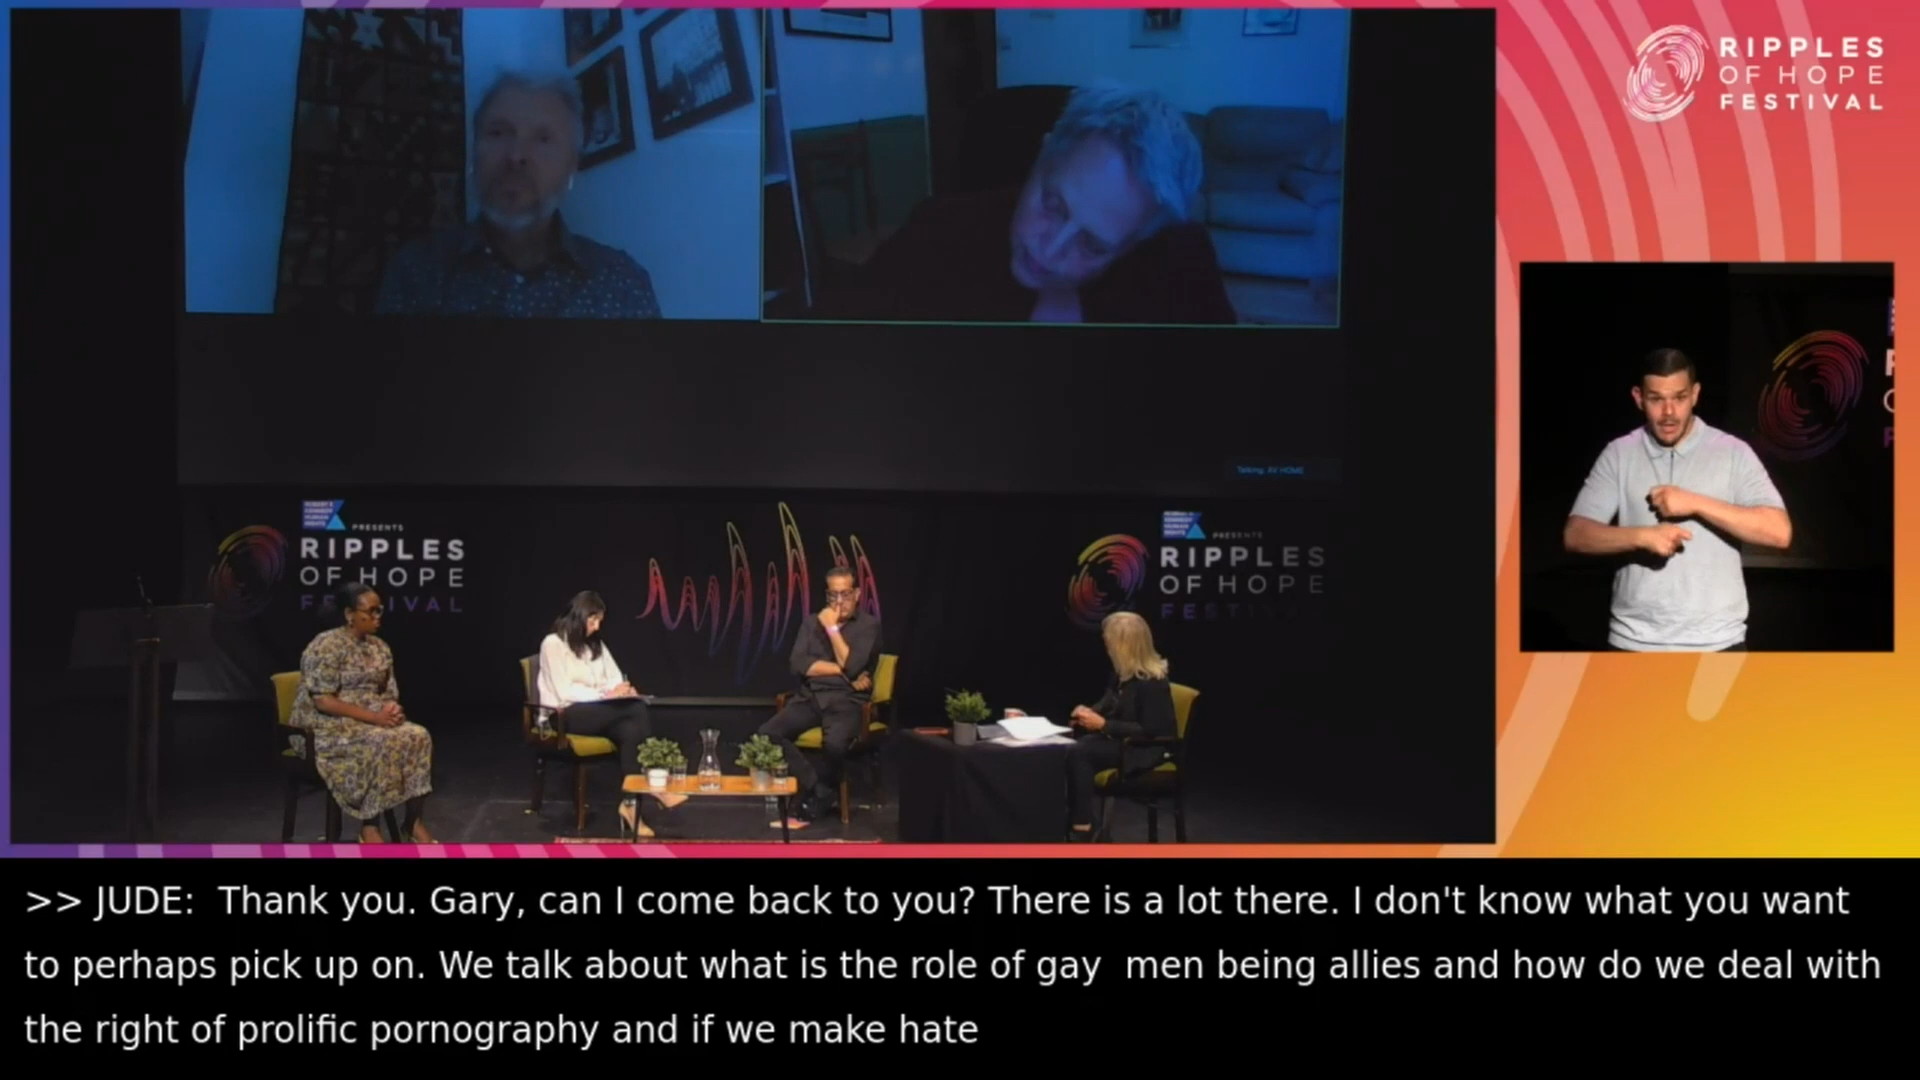 RIPPLES
OF HOPE
FESTIVAL
PRESENTS
RIPPLES
OF HOPE
PRESENTS
RIPPLES
OF HOPE
>> JUDE:  Thank you. Gary, can I come back to you? There is a lot there. I don't know what you want
to perhaps pick up on. We talk about what is the role of gay  men being allies and how do we deal with
the right of prolific pornography and if we make hate